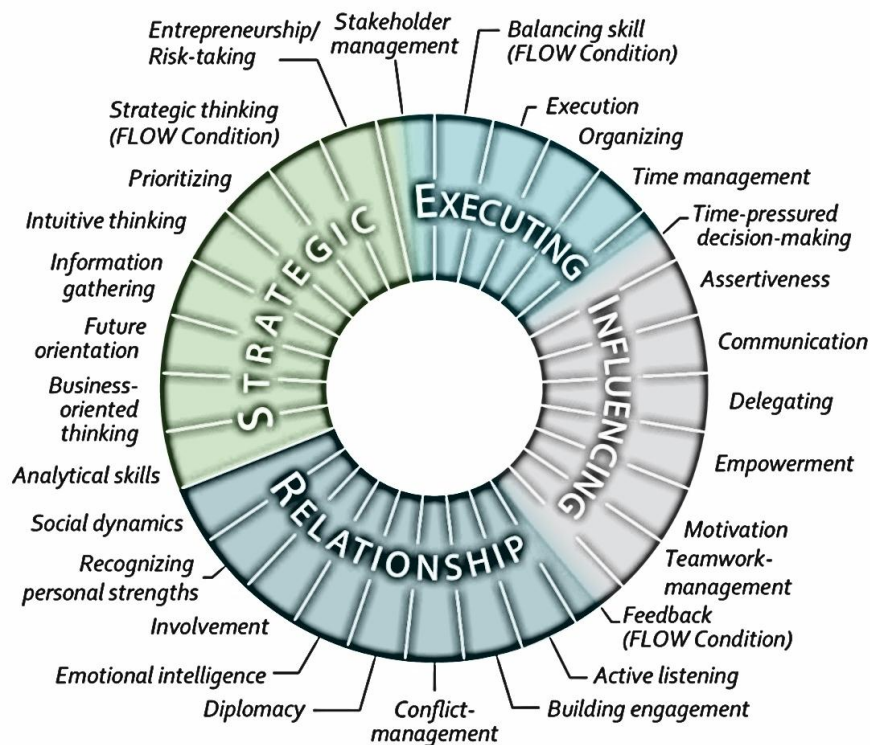 Entrepreneurship/
Risk-taking
Stakeholder
management
Balancing skill
(FLOW Condition)
Execution
Organizing
Time management
Time-pressured
decision-making
Assertiveness
Communication
Delegating
Empowerment
Motivation
Teamwork-
management
Feedback
(FLOW Condition)
Active listening
Building engagement
Conflict-
management
Diplomacy
Emotional intelligence
Involvement
Recognizing
personal strengths
Social dynamics
Analytical skills
Business-
oriented
thinking
Future
orientation
Information
gathering
Intuitive thinking
Prioritizing
Strategic thinking
(FLOW Condition)
STRATEGIC
EXECUTING
INFLUENCING
RELATIONSHIP